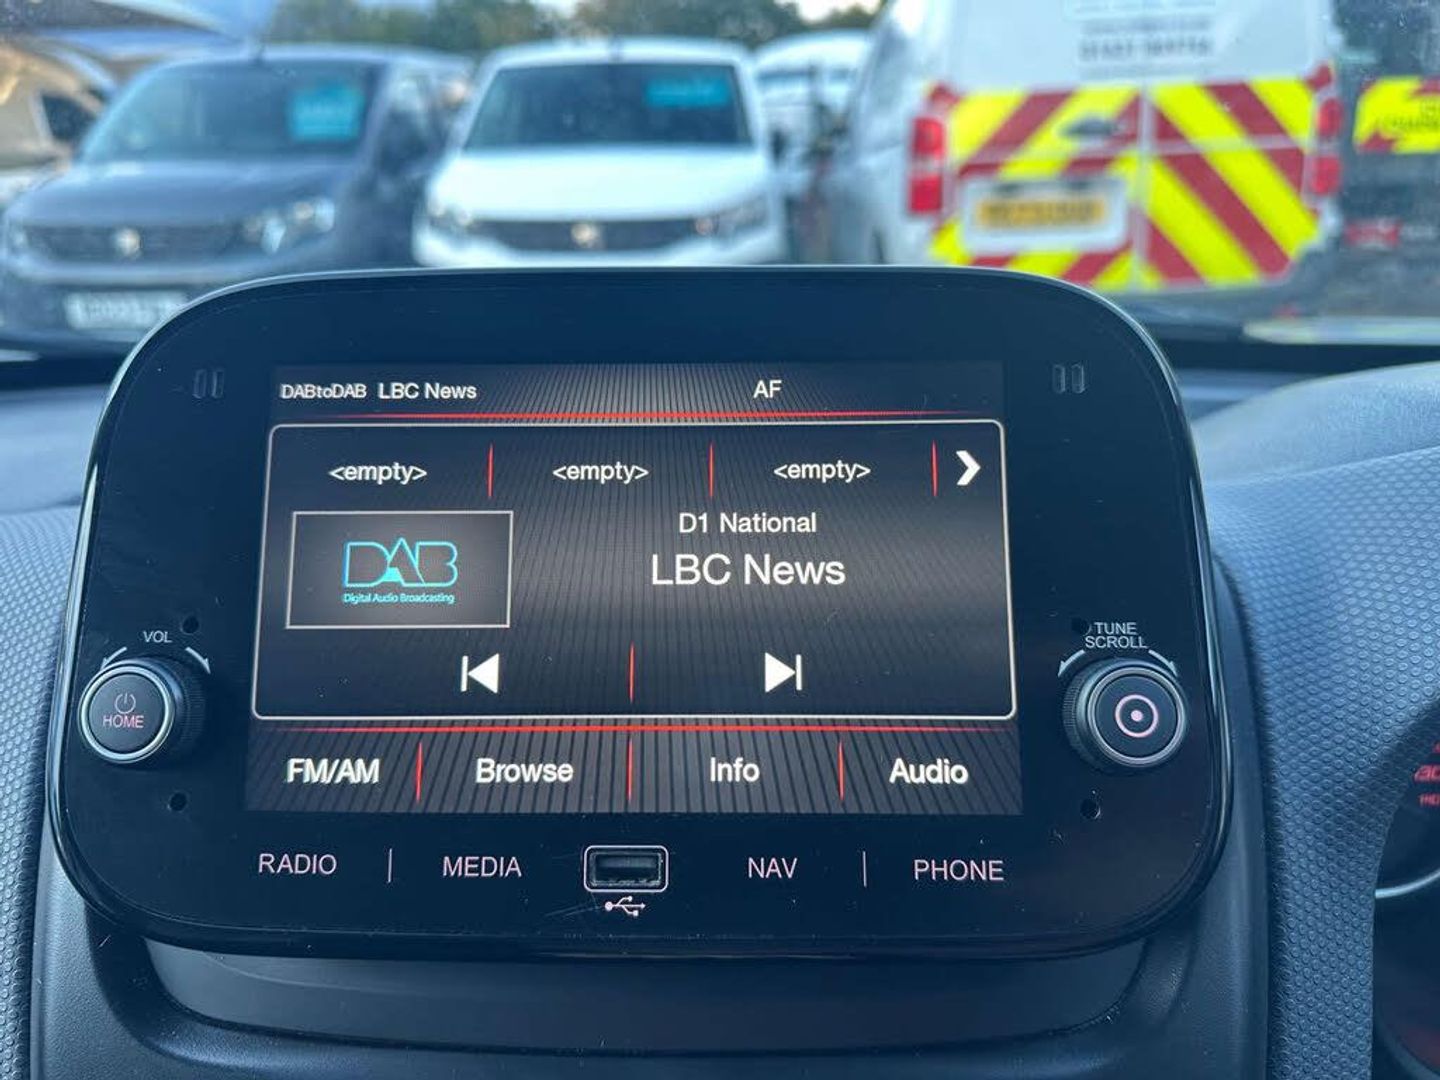 DABtoDAB LBC News AF
<empty> <empty> <empty>
D1 National
DAB
LBC News
Digital Audio Broadcasting
VOL
TUNE
SCROLL
HOME
FM/AM Browse Info Audio
RADIO MEDIA NAV PHONE